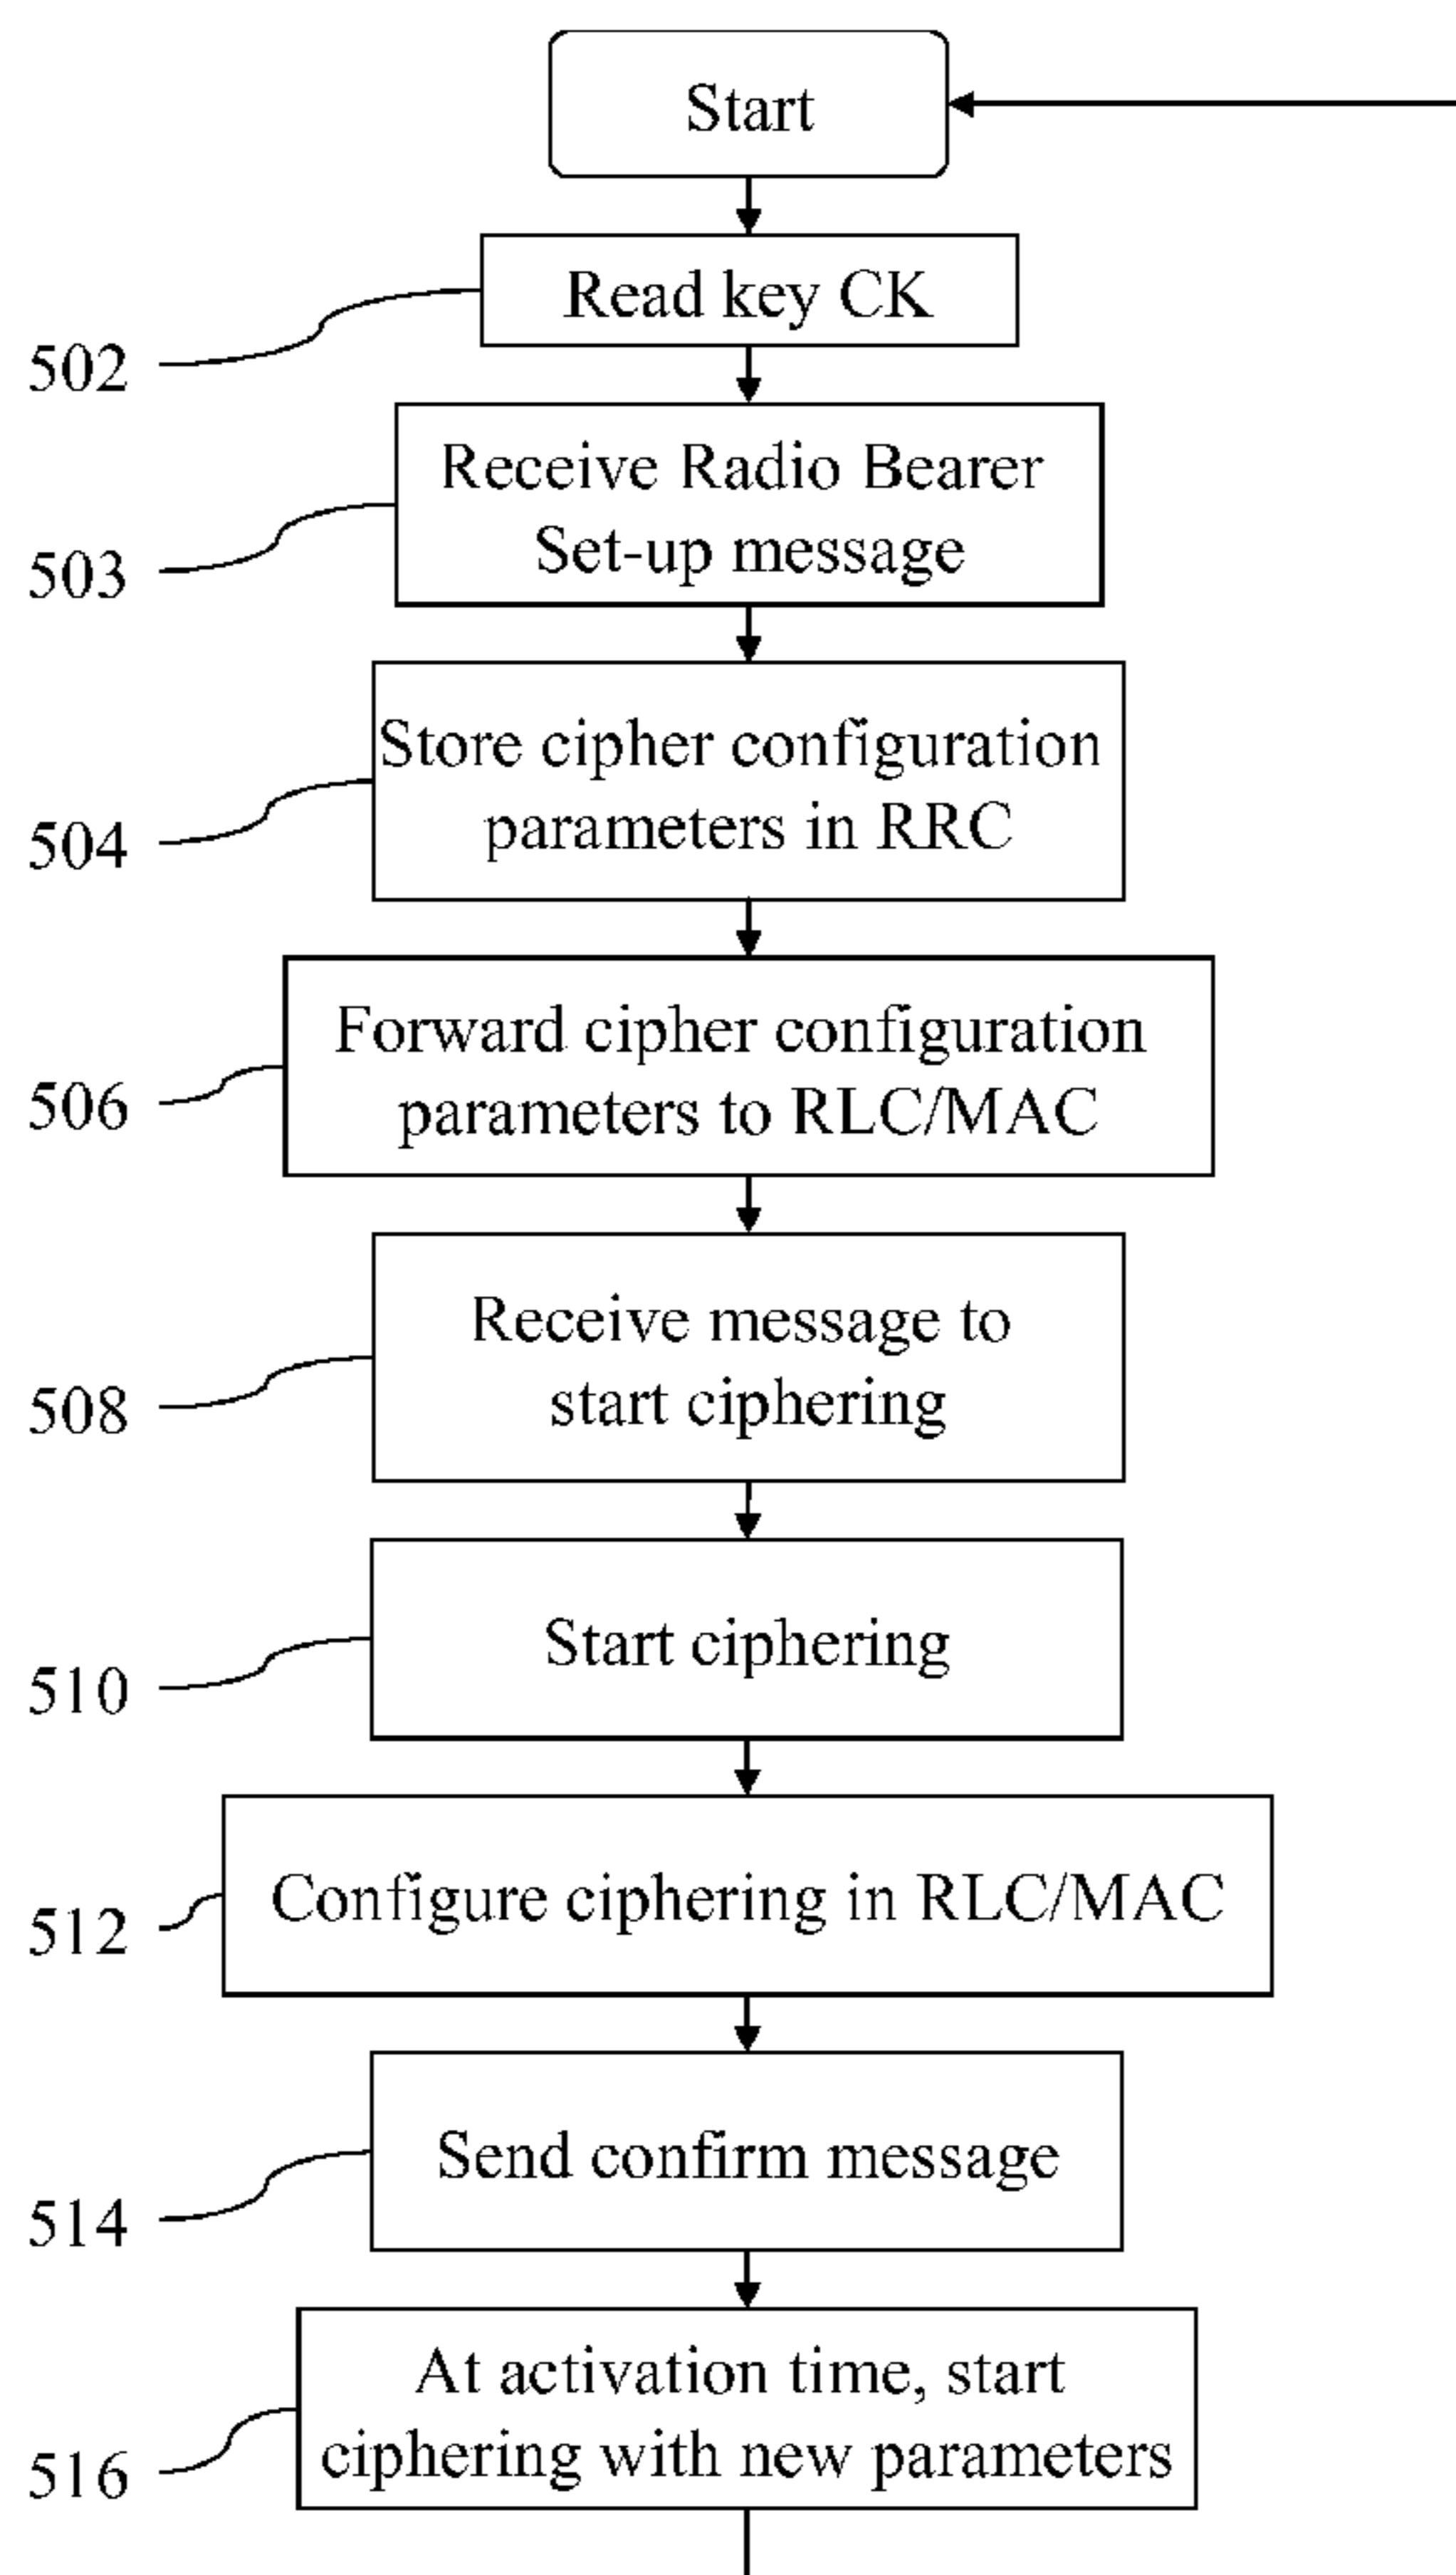 Start
Read key CK
502
Receive Radio Bearer
Set-up message
503
Store cipher configuration
parameters in RRC
504
Forward cipher configuration
parameters to RLC/MAC
506
Receive message to
start ciphering
508
Start ciphering
510
Configure ciphering in RLC/MAC
512
Send confirm message
514
At activation time, start
ciphering with new parameters
516